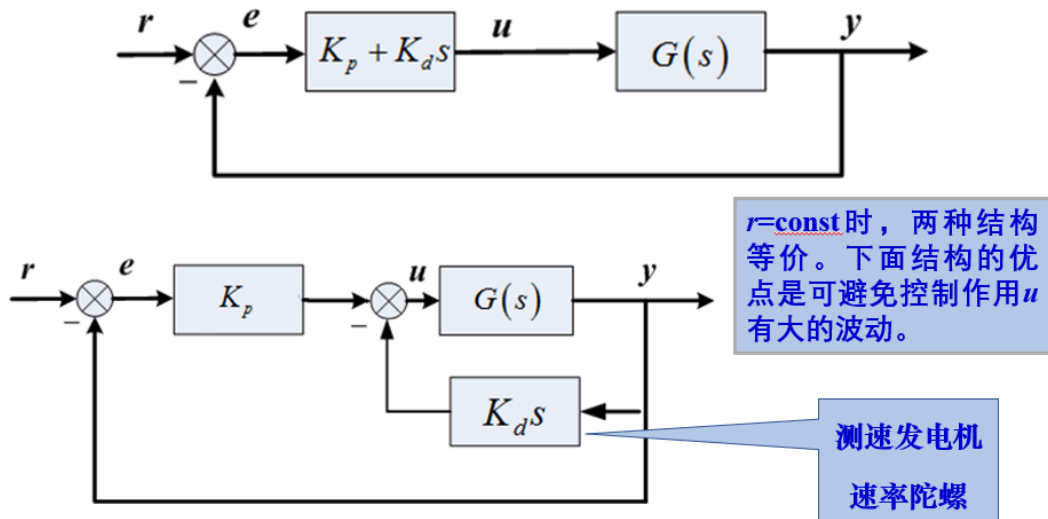 r
e
K_p + K_d s
u
G(s)
y
−
r=const时，两种结构
等价。下面结构的优
点是可避免控制作用u
有大的波动。
r
e
K_p
u
G(s)
y
−
−
K_d s
测速发电机
速率陀螺